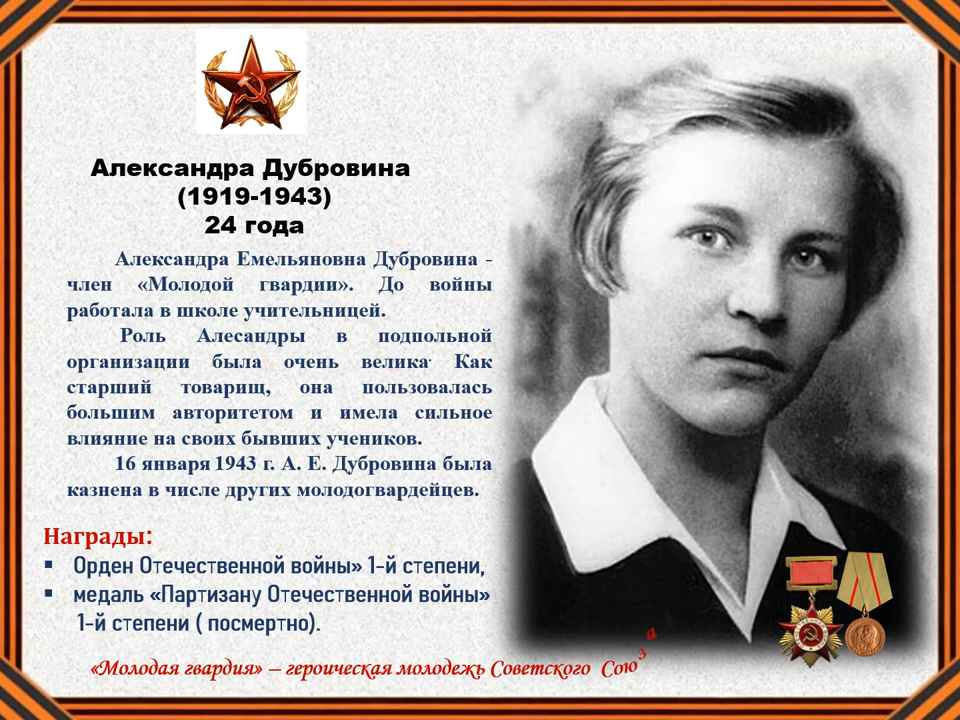 Александра Дубровина
(1919-1943)
24 года
Александра Емельяновна Дубровина -
член «Молодой гвардии». До войны
работала в школе учительницей.
Роль Алесандры в подпольной
организации была очень велика. Как
старший товарищ, она пользовалась
большим авторитетом и имела сильное
влияние на своих бывших учеников.
16 января 1943 г. А. Е. Дубровина была
казнена в числе других молодогвардейцев.
Награды:
▪ Орден Отечественной войны» 1-й степени,
▪ медаль «Партизану Отечественной войны»
1-й степени ( посмертно).
«Молодая гвардия» – героическая молодежь Советского Союза